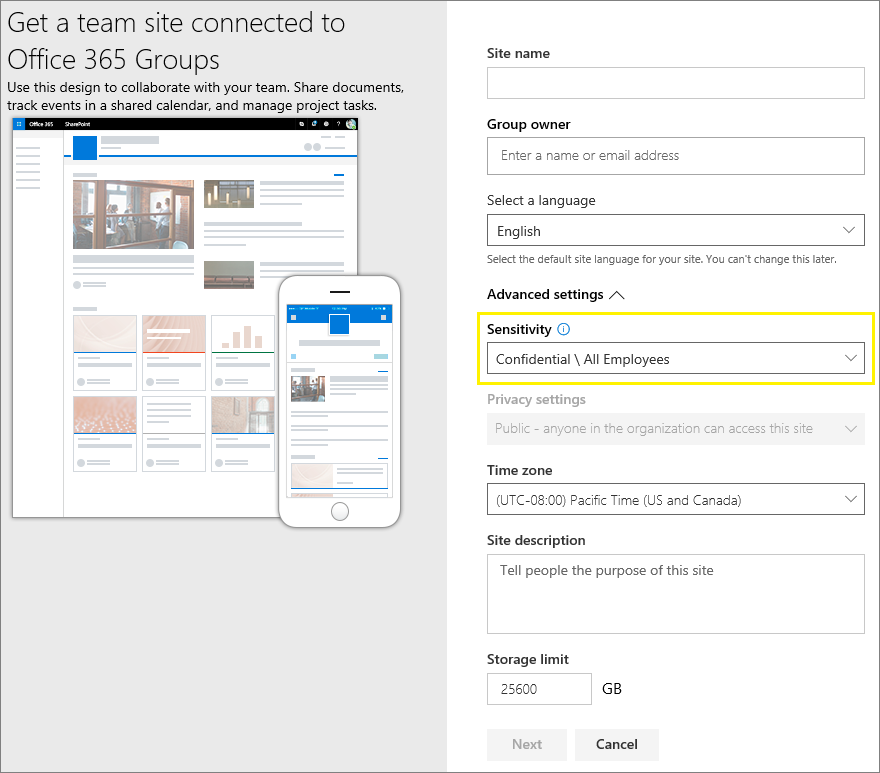 Get a team site connected to
Office 365 Groups
Use this design to collaborate with your team. Share documents,
track events in a shared calendar, and manage project tasks.
Office 365 SharePoint
?
Site name
Group owner
Enter a name or email address
Select a language
English
Select the default site language for your site. You can't change this later.
Advanced settings
Sensitivity
Confidential \ All Employees
Privacy settings
Public - anyone in the organization can access this site
Time zone
(UTC-08:00) Pacific Time (US and Canada)
Site description
Tell people the purpose of this site
Storage limit
25600 GB
Next Cancel